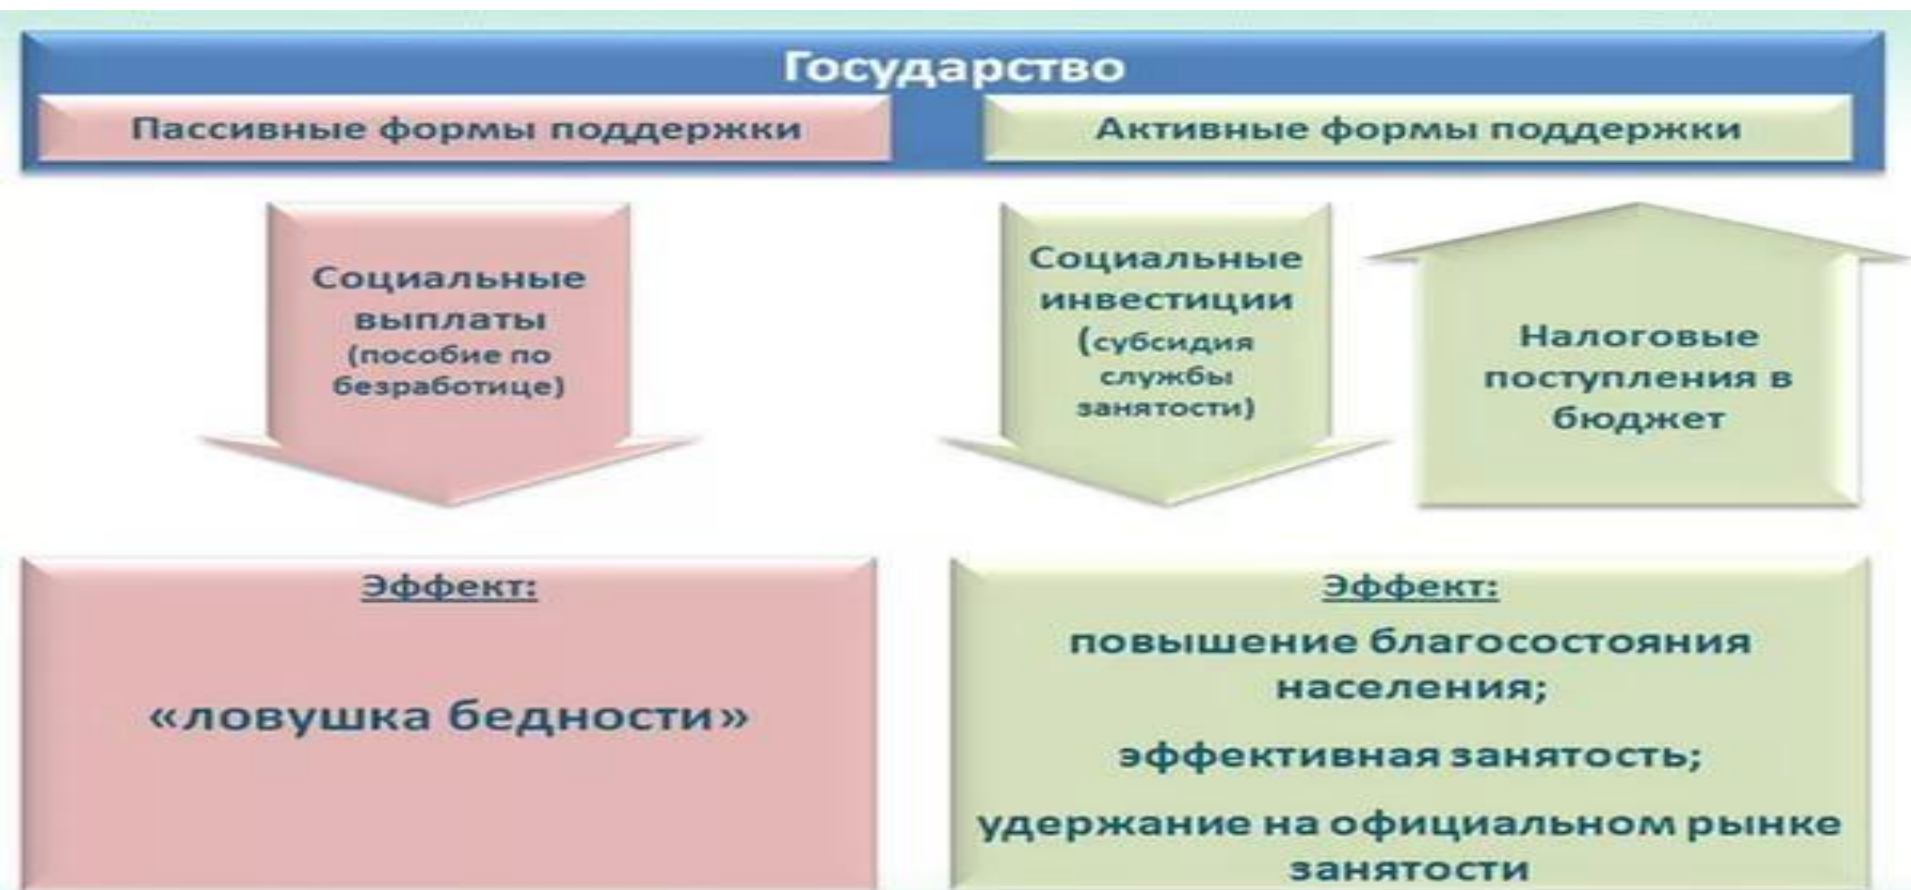 Государство
Пассивные формы поддержки
Активные формы поддержки
Социальные
выплаты
(пособие по
безработице)
Социальные
инвестиции
(субсидия
службы
занятости)
Налоговые
поступления в
бюджет
Эффект:
«ловушка бедности»
Эффект:
повышение благосостояния
населения;
эффективная занятость;
удержание на официальном рынке
занятости